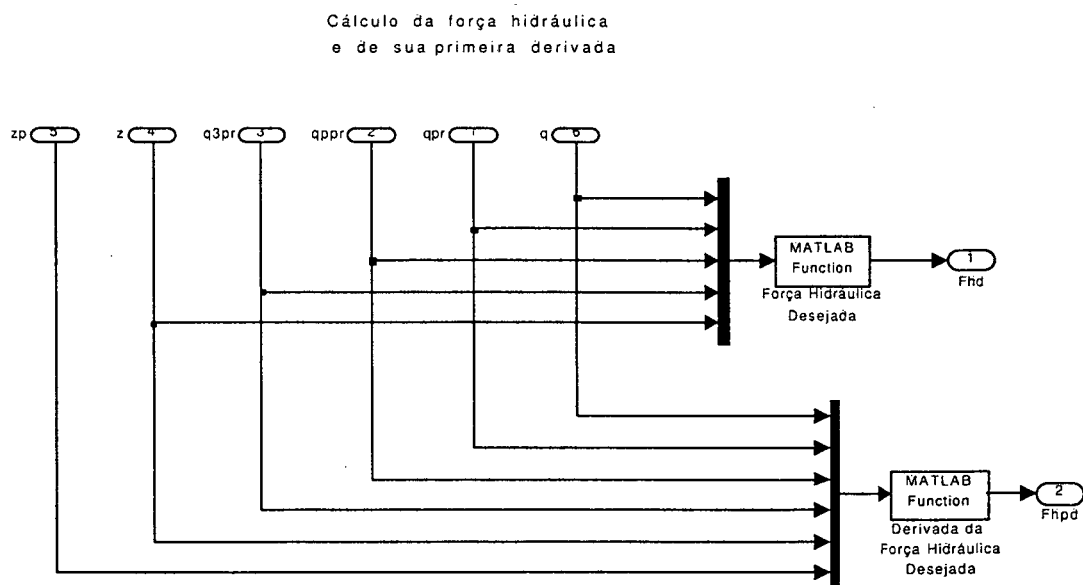 Cálculo da força hidráulica
e de sua primeira derivada
zp 5 z 4 q3pr 3 qppr 2 qpr 1 q 6
MATLAB
Function
Força Hidráulica
Desejada
1
Fhd
MATLAB
Function
Derivada da
Força Hidráulica
Desejada
2
Fhpd